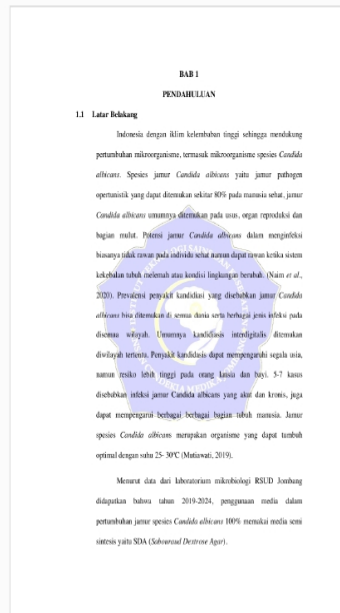 BAB 1
PENDAHULUAN
1.1 Latar Belakang
Indonesia dengan iklim kelembaban tinggi sehingga mendukung
pertumbuhan mikroorganisme, termasuk mikroorganisme spesies Candida
albicans. Spesies jamur Candida albicans yaitu jamur pathogen
opertunistik yang dapat ditemukan sekitar 80% pada manusia sehat, jamur
Candida albicans umumnya ditemukan pada usus, organ reproduksi dan
bagian mulut. Potensi jamur Candida albicans dalam menginfeksi
biasanya tidak rawan pada individu sehat namun dapat rawan ketika sistem
kekebalan tubuh melemah atau kondisi lingkungan berubah. (Naim et al.,
2020). Prevalensi penyakit kandidiasi yang disebabkan jamur Candida
albicans bisa ditemukan di semua dunia serta berbagai jenis infeksi pada
disemua wilayah. Umumnya kandidiasis interdigitalis ditemukan
diwilayah tertentu. Penyakit kandidasis dapat mempengaruhi segala usia,
namun resiko lebih tinggi pada orang lansia dan bayi. 5-7 kasus
disebabkan infeksi jamur Candida albicans yang akut dan kronis, juga
dapat mempengarui berbagai berbagai bagian tubuh manusia. Jamur
spesies Candida albicans merupakan organisme yang dapat tumbuh
optimal dengan suhu 25- 30ºC (Mutiawati, 2019).
Menurut data dari laboratorium mikrobiologi RSUD Jombang
didapatkan bahwa tahun 2019-2024, penggunaan media dalam
pertumbuhan jamur spesies Candida albicans 100% memakai media semi
sintesis yaitu SDA (Sabouraud Dextrose Agar).